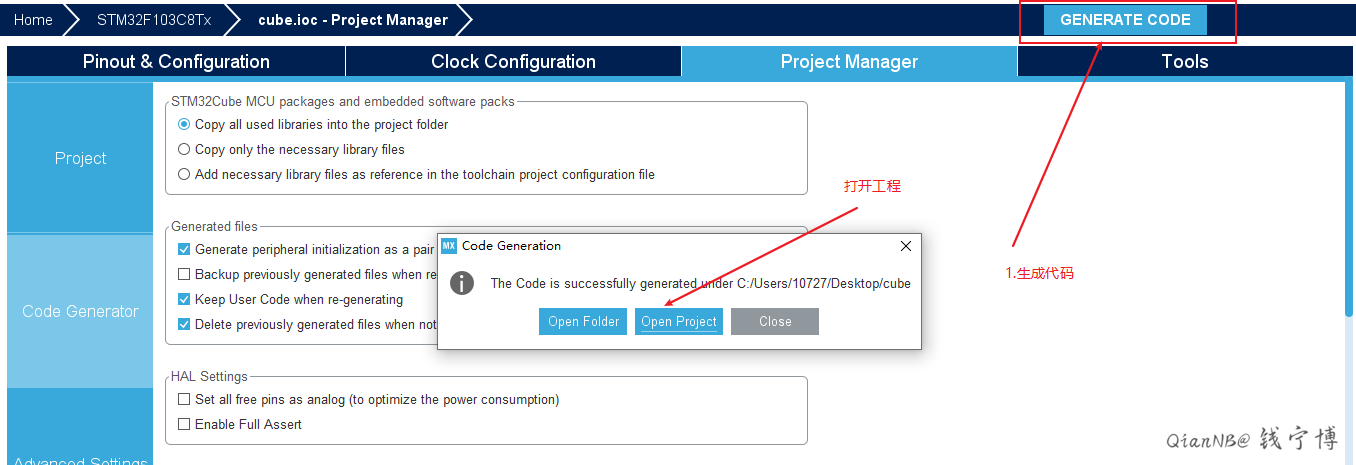 Home STM32F103C8Tx cube.ioc - Project Manager GENERATE CODE
Pinout & Configuration Clock Configuration Project Manager Tools
Project
Code Generator
Advanced Settings
STM32Cube MCU packages and embedded software packs
Copy all used libraries into the project folder
Copy only the necessary library files
Add necessary library files as reference in the toolchain project configuration file
打开工程
Generated files
Generate peripheral initialization as a pair
Backup previously generated files when re
Keep User Code when re-generating
Delete previously generated files when not
MX Code Generation
The Code is successfully generated under C:/Users/10727/Desktop/cube
Open Folder Open Project Close
1.生成代码
HAL Settings
Set all free pins as analog (to optimize the power consumption)
Enable Full Assert
QianNB@钱宁博